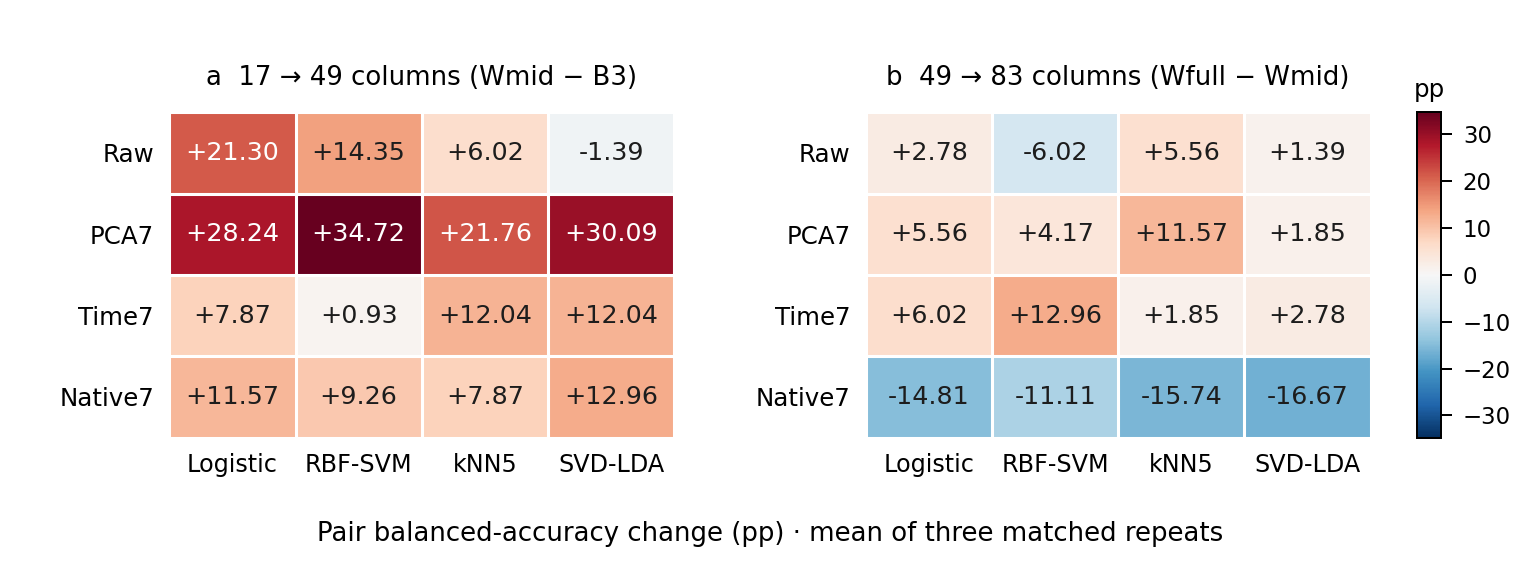 a 17 → 49 columns (Wmid − B3)
Raw +21.30 +14.35 +6.02 -1.39
PCA7 +28.24 +34.72 +21.76 +30.09
Time7 +7.87 +0.93 +12.04 +12.04
Native7 +11.57 +9.26 +7.87 +12.96
Logistic RBF-SVM kNN5 SVD-LDA
b 49 → 83 columns (Wfull − Wmid)
Raw +2.78 -6.02 +5.56 +1.39
PCA7 +5.56 +4.17 +11.57 +1.85
Time7 +6.02 +12.96 +1.85 +2.78
Native7 -14.81 -11.11 -15.74 -16.67
Logistic RBF-SVM kNN5 SVD-LDA
pp
30
20
10
0
−10
−20
−30
Pair balanced-accuracy change (pp) · mean of three matched repeats